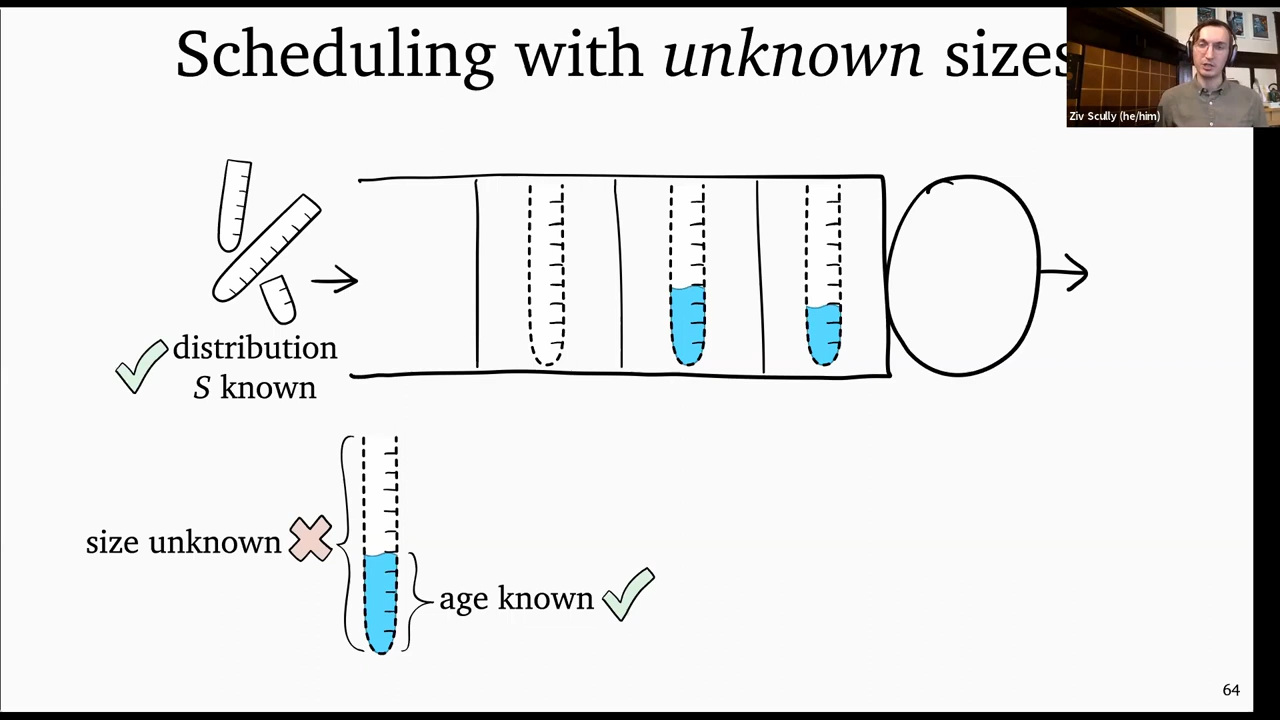 Scheduling with unknown sizes
Ziv Scully (he/him)
distribution
S known
size unknown
age known
64